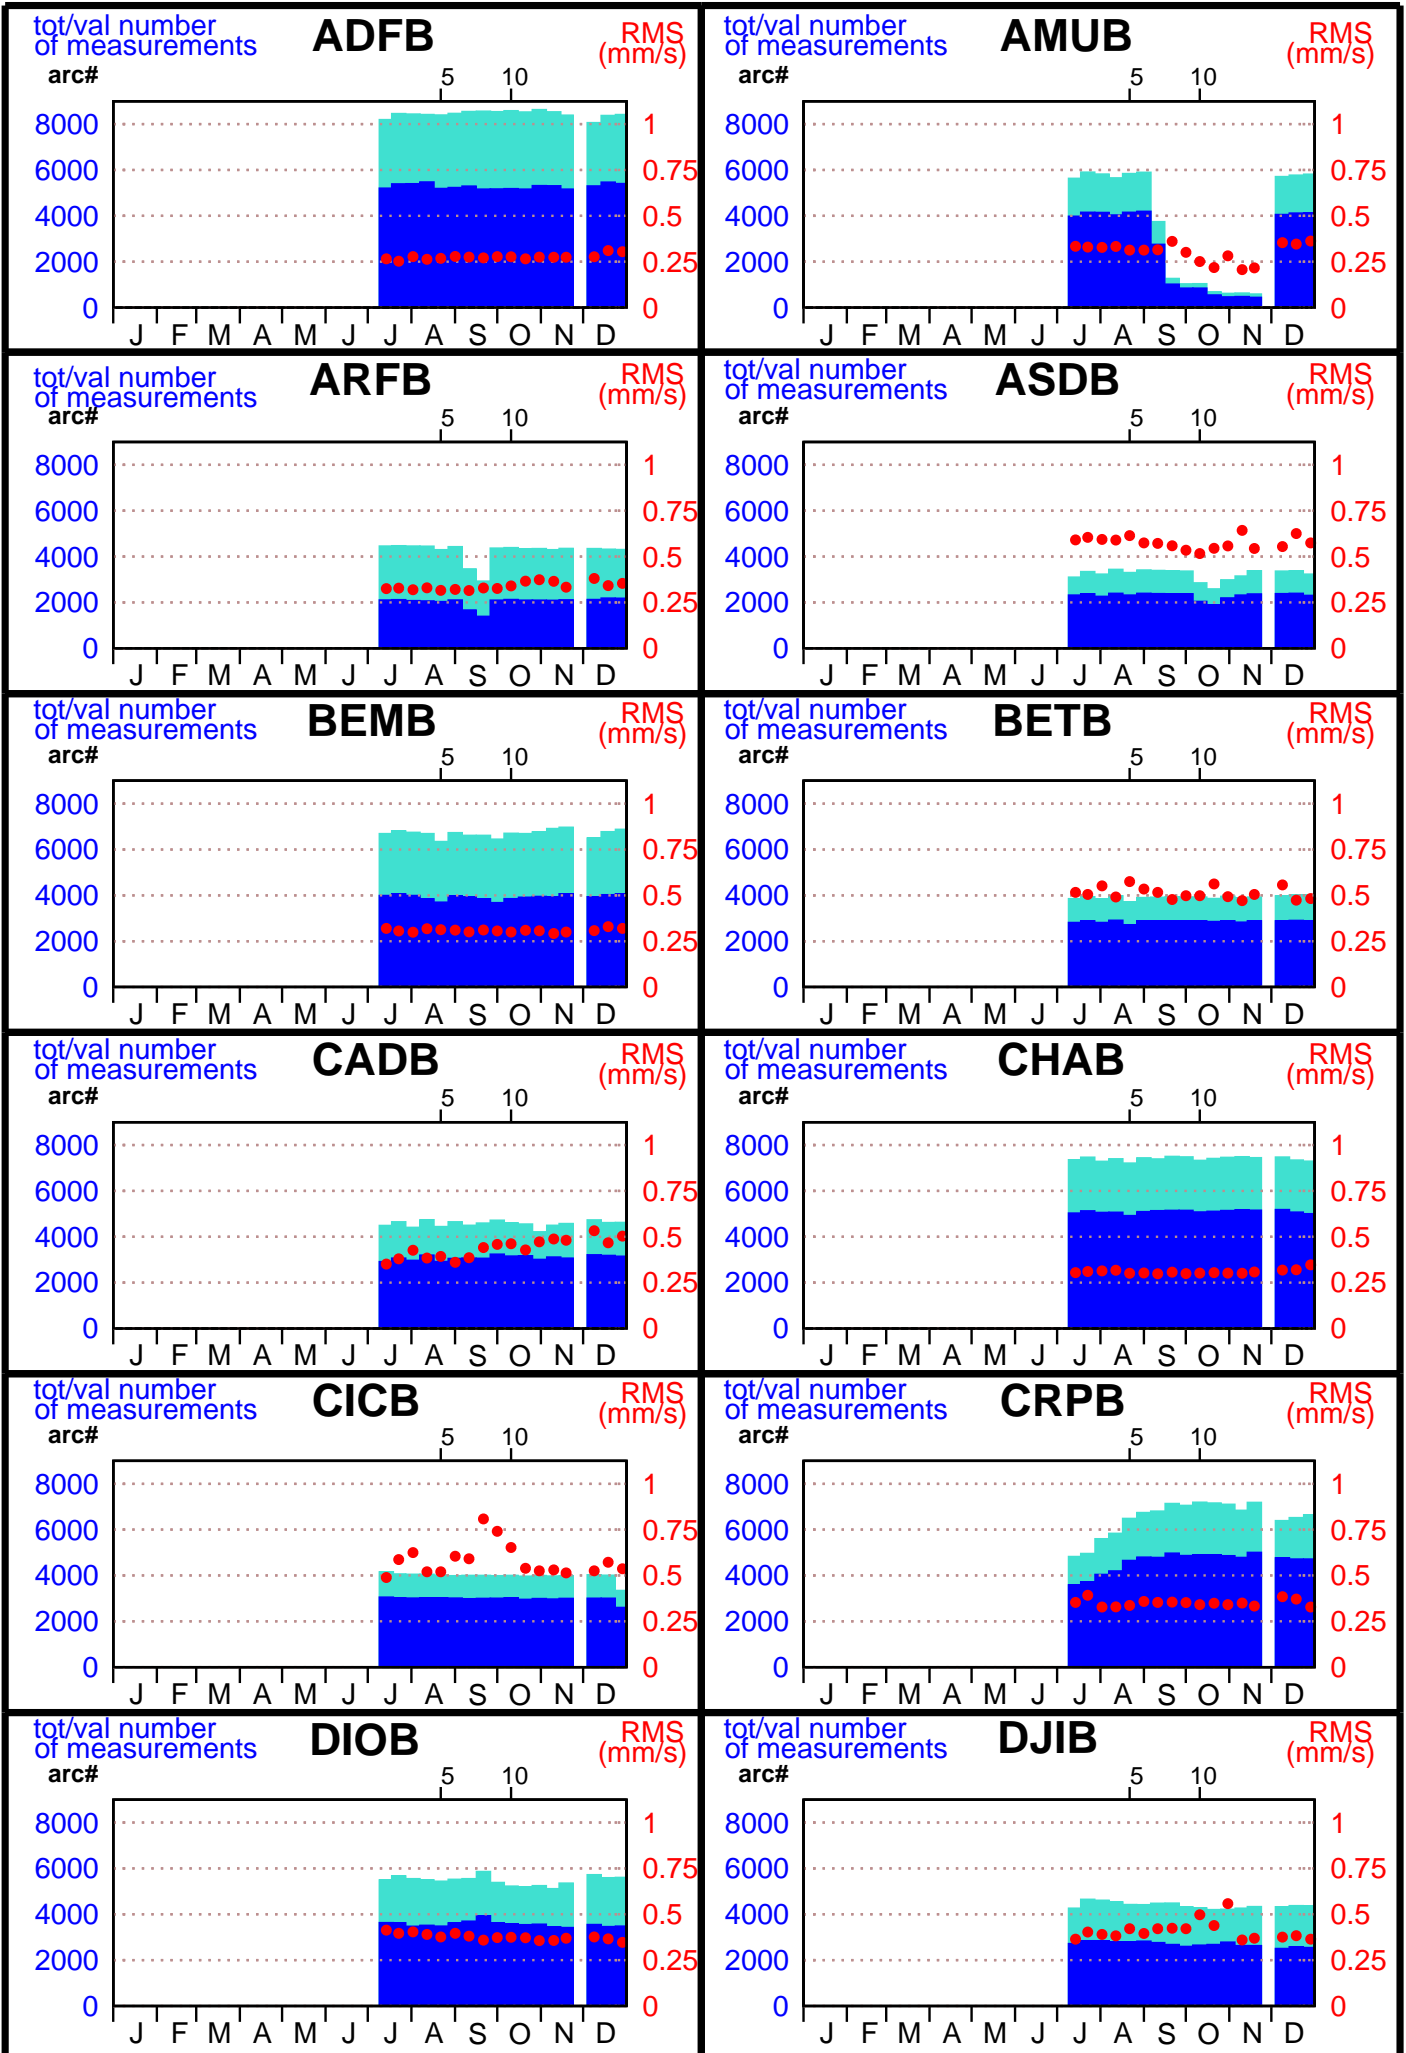 tot/val number
of measurements
ADFB
RMS
(mm/s)
arc#
5 10
8000 1
6000 0.75
4000 0.5
2000 0.25
0 0
J F M A M J J A S O N D
tot/val number
of measurements
AMUB
RMS
(mm/s)
arc#
5 10
8000 1
6000 0.75
4000 0.5
2000 0.25
0 0
J F M A M J J A S O N D
tot/val number
of measurements
ARFB
RMS
(mm/s)
arc#
5 10
8000 1
6000 0.75
4000 0.5
2000 0.25
0 0
J F M A M J J A S O N D
tot/val number
of measurements
ASDB
RMS
(mm/s)
arc#
5 10
8000 1
6000 0.75
4000 0.5
2000 0.25
0 0
J F M A M J J A S O N D
tot/val number
of measurements
BEMB
RMS
(mm/s)
arc#
5 10
8000 1
6000 0.75
4000 0.5
2000 0.25
0 0
J F M A M J J A S O N D
tot/val number
of measurements
BETB
RMS
(mm/s)
arc#
5 10
8000 1
6000 0.75
4000 0.5
2000 0.25
0 0
J F M A M J J A S O N D
tot/val number
of measurements
CADB
RMS
(mm/s)
arc#
5 10
8000 1
6000 0.75
4000 0.5
2000 0.25
0 0
J F M A M J J A S O N D
tot/val number
of measurements
CHAB
RMS
(mm/s)
arc#
5 10
8000 1
6000 0.75
4000 0.5
2000 0.25
0 0
J F M A M J J A S O N D
tot/val number
of measurements
CICB
RMS
(mm/s)
arc#
5 10
8000 1
6000 0.75
4000 0.5
2000 0.25
0 0
J F M A M J J A S O N D
tot/val number
of measurements
CRPB
RMS
(mm/s)
arc#
5 10
8000 1
6000 0.75
4000 0.5
2000 0.25
0 0
J F M A M J J A S O N D
tot/val number
of measurements
DIOB
RMS
(mm/s)
arc#
5 10
8000 1
6000 0.75
4000 0.5
2000 0.25
0 0
J F M A M J J A S O N D
tot/val number
of measurements
DJIB
RMS
(mm/s)
arc#
5 10
8000 1
6000 0.75
4000 0.5
2000 0.25
0 0
J F M A M J J A S O N D